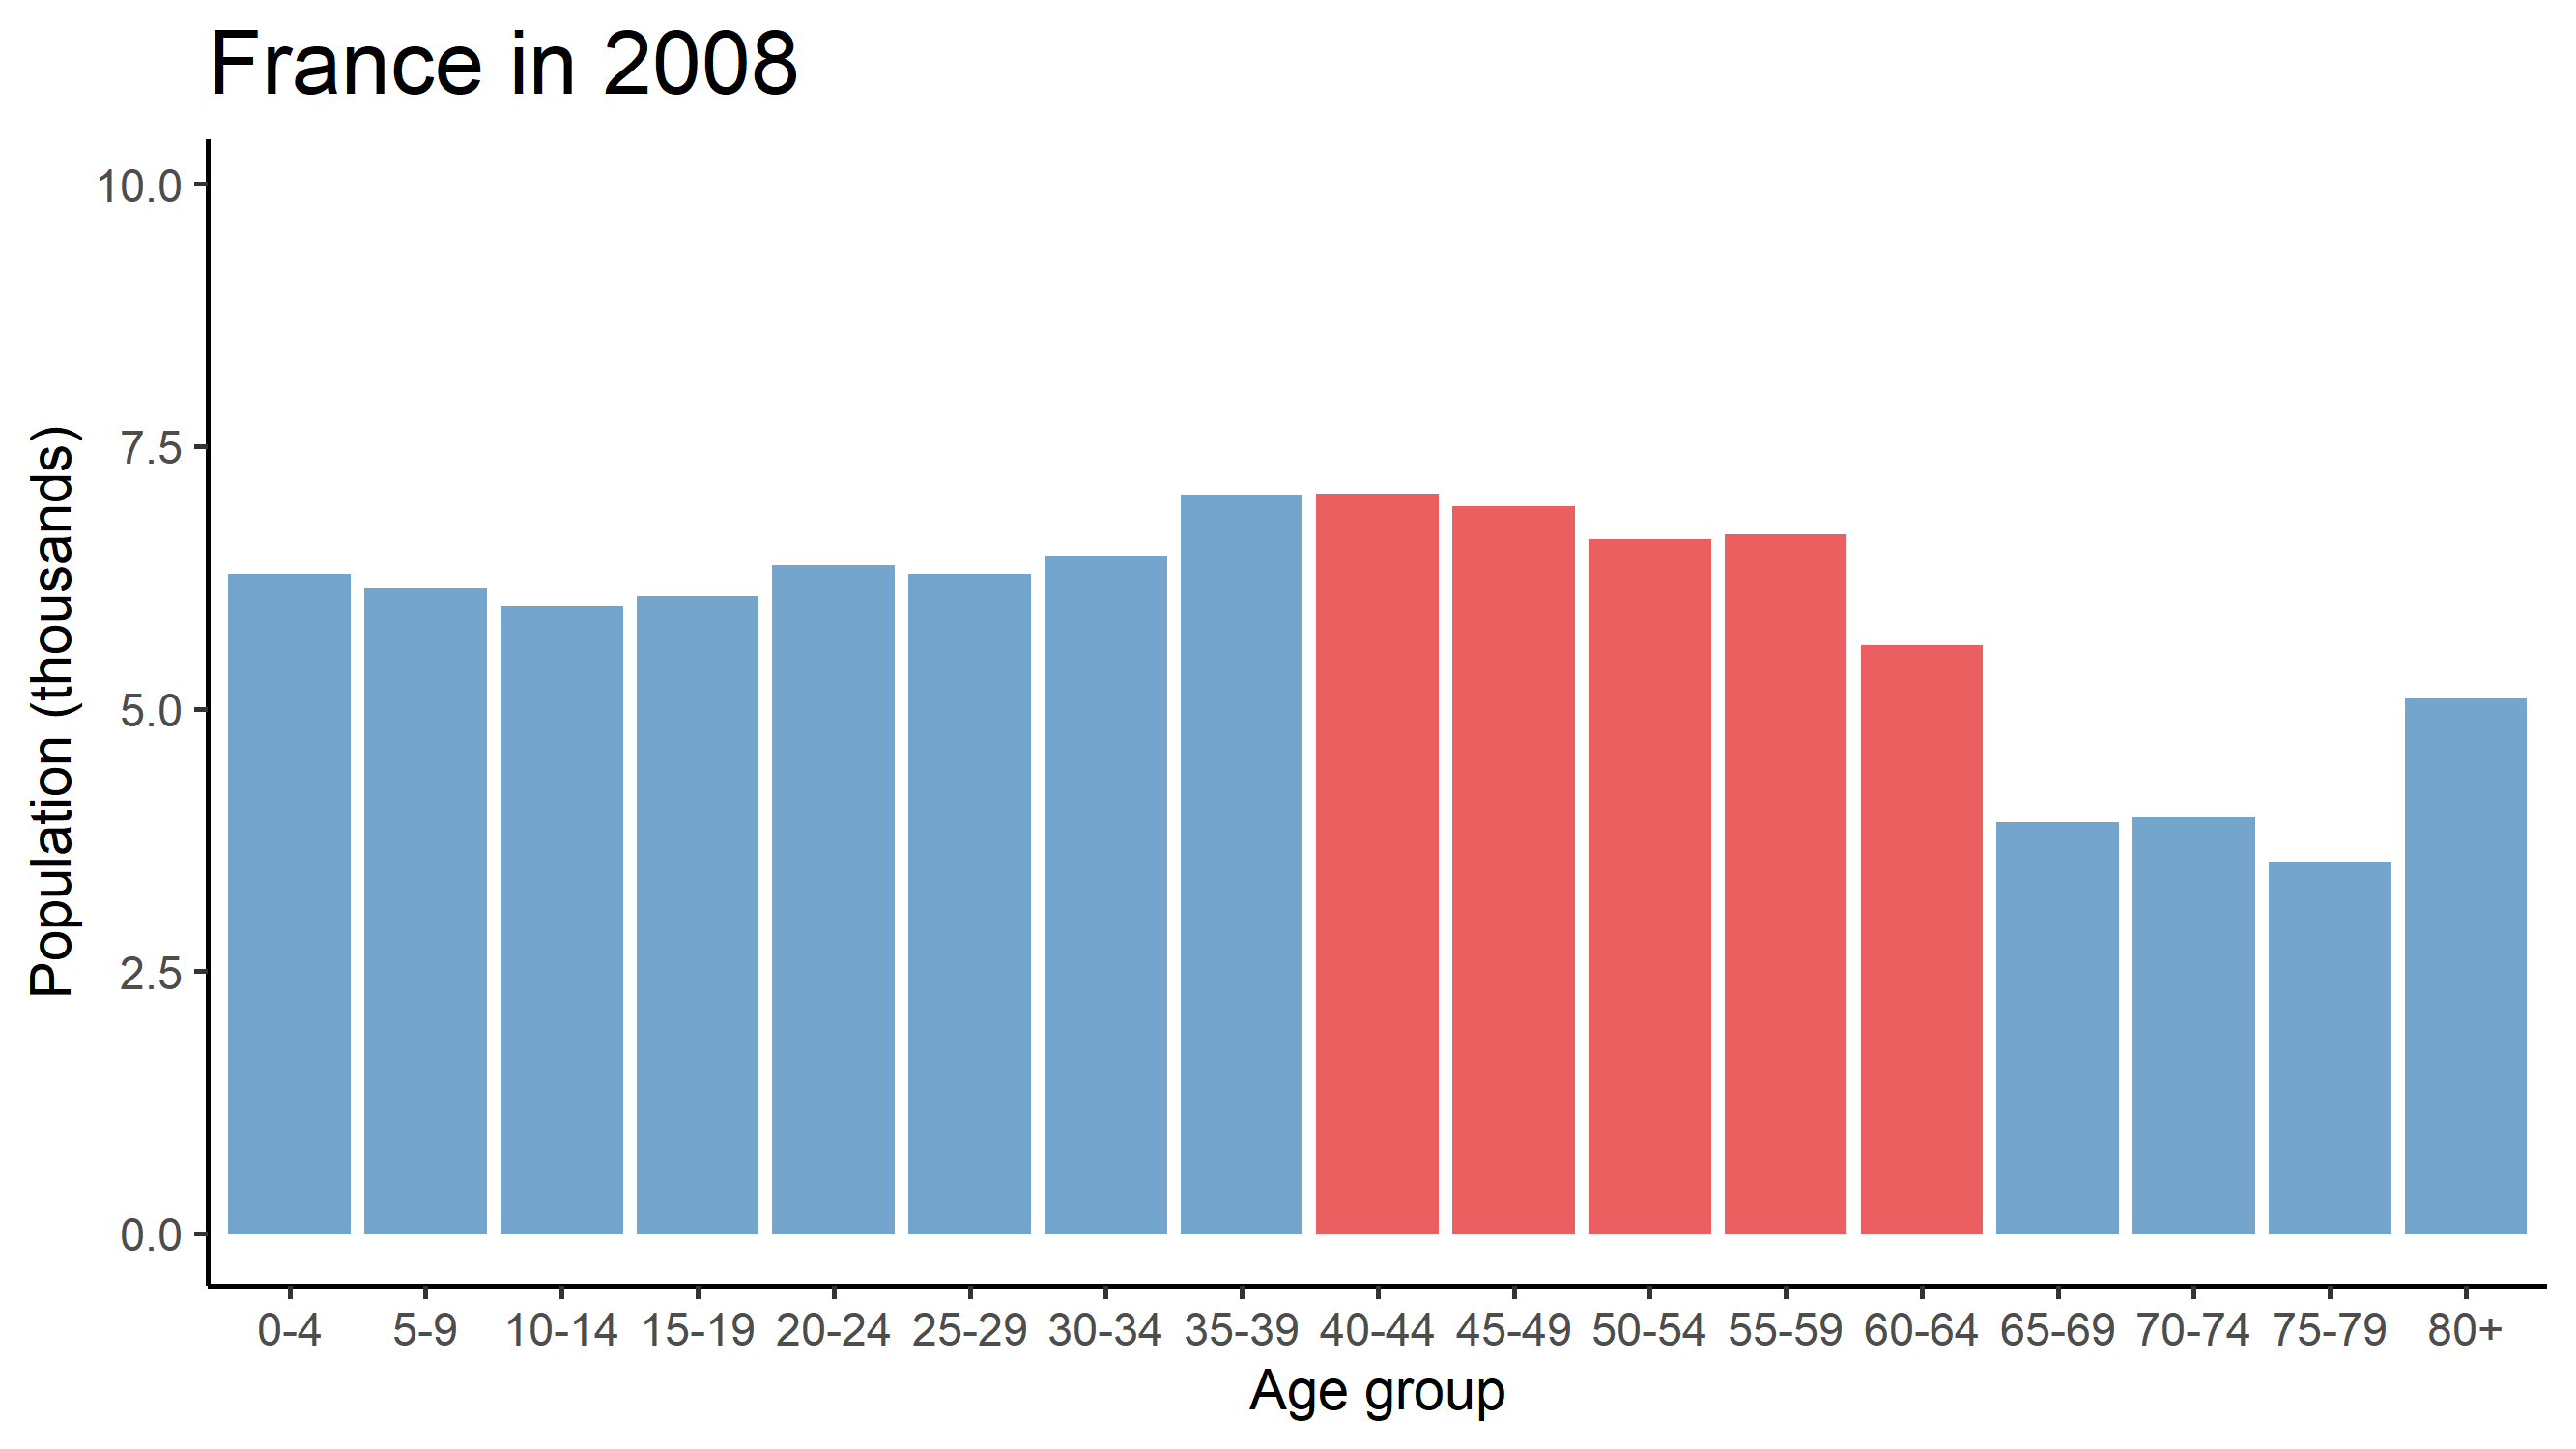 France in 2008
Population (thousands)
10.0
7.5
5.0
2.5
0.0
0-4 5-9 10-14 15-19 20-24 25-29 30-34 35-39 40-44 45-49 50-54 55-59 60-64 65-69 70-74 75-79 80+
Age group